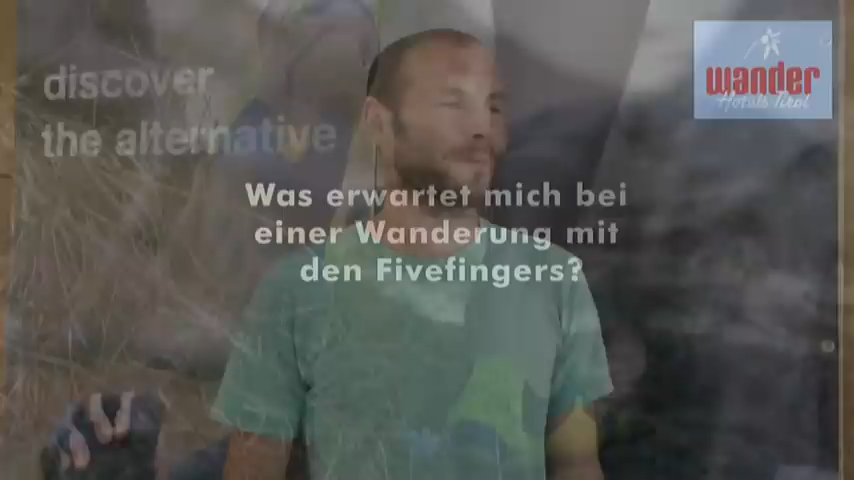 discover
the alternative
wander
Hotels Tirol
Was erwartet mich bei
einer Wanderung mit
den Fivefingers?